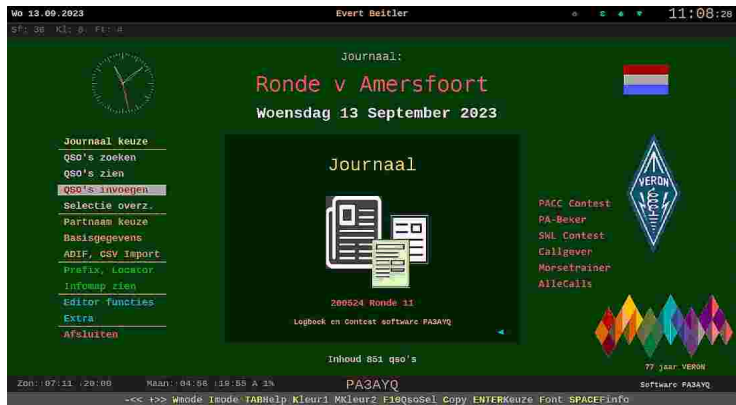 Wo 13.09.2023 Evert Beitler 11:08:28
Sf: 36 Kl: 6 Ft: 4
Journaal:
Ronde v Amersfoort
Woensdag 13 September 2023
Journaal keuze
QSO's zoeken
QSO's zien
QSO's invoegen
Selectie overz.
Partnaam keuze
Basisgegevens
ADIF, CSV Import
Prefix, Locator
Infomap zien
Editor functies
Extra
Afsluiten
Journaal
200524 Ronde 11
Logboek en Contest software PA3AYQ
Inhoud 851 qso's
VERON
PACC Contest
PA-Beker
SWL Contest
Callgever
Morsetrainer
AlleCalls
77 jaar VERON
Zon: 07:11 20:00 Maan: 04:56 19:55 A 1% PA3AYQ Software PA3AYQ
-<< +>> Wmode Imode TABHelp Kleur1 MKleur2 F10QsoSel Copy ENTERKeuze Font SPACEFinfo